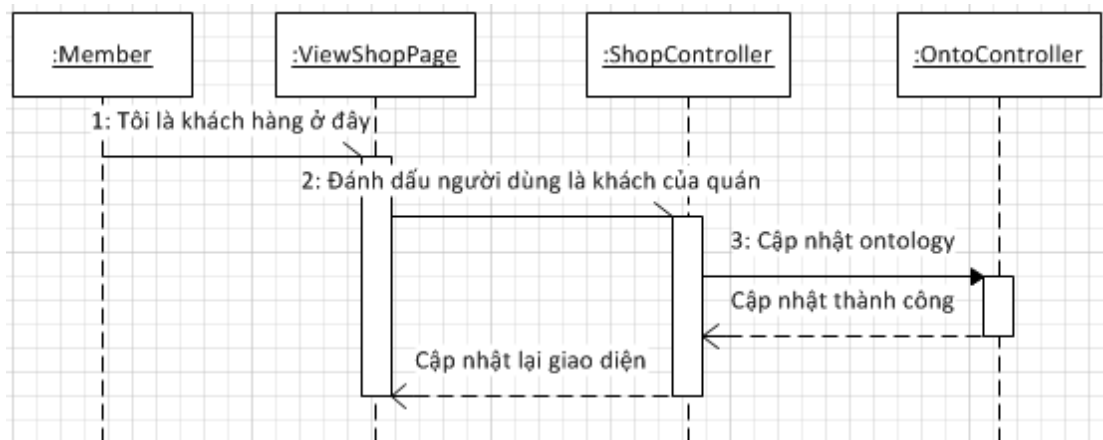 :Member
:ViewShopPage
:ShopController
:OntoController
1: Tôi là khách hàng ở đây
2: Đánh dấu người dùng là khách của quán
3: Cập nhật ontology
Cập nhật thành công
Cập nhật lại giao diện